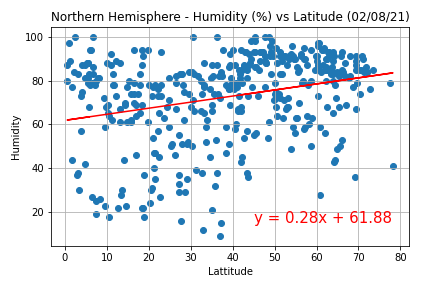 Northern Hemisphere - Humidity (%) vs Latitude (02/08/21)
100
80
60
40
20
Humidity
y = 0.28x + 61.88
0 10 20 30 40 50 60 70 80
Lattitude